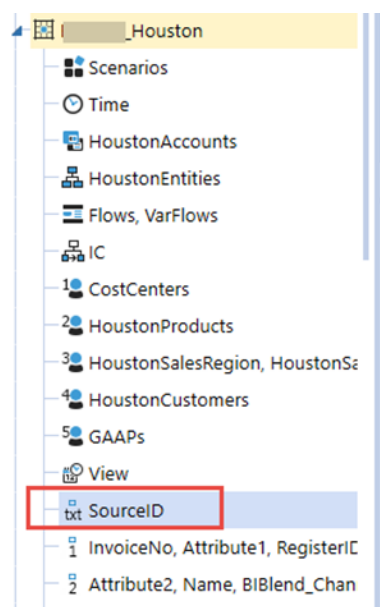 _Houston
Scenarios
Time
HoustonAccounts
HoustonEntities
Flows, VarFlows
IC
1 CostCenters
2 HoustonProducts
3 HoustonSalesRegion, HoustonSa
4 HoustonCustomers
5 GAAPs
View
txt SourceID
1 InvoiceNo, Attribute1, RegisterID
2 Attribute2, Name, BIBlend_Chan